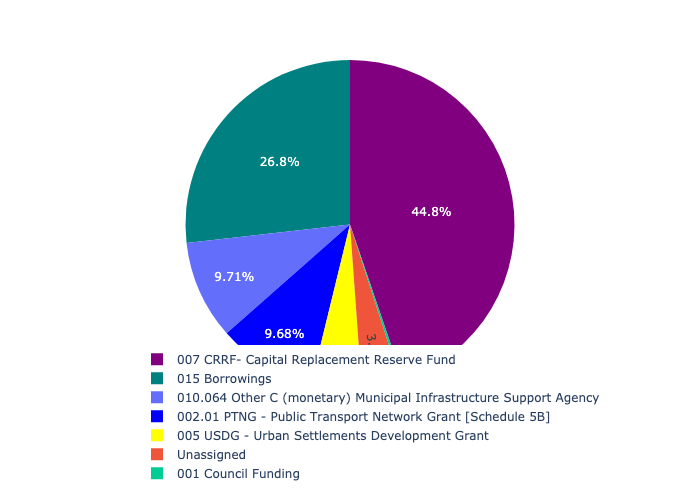 26.8%
44.8%
9.71%
9.68%
007 CRRF- Capital Replacement Reserve Fund
015 Borrowings
010.064 Other C (monetary) Municipal Infrastructure Support Agency
002.01 PTNG - Public Transport Network Grant [Schedule 5B]
005 USDG - Urban Settlements Development Grant
Unassigned
001 Council Funding